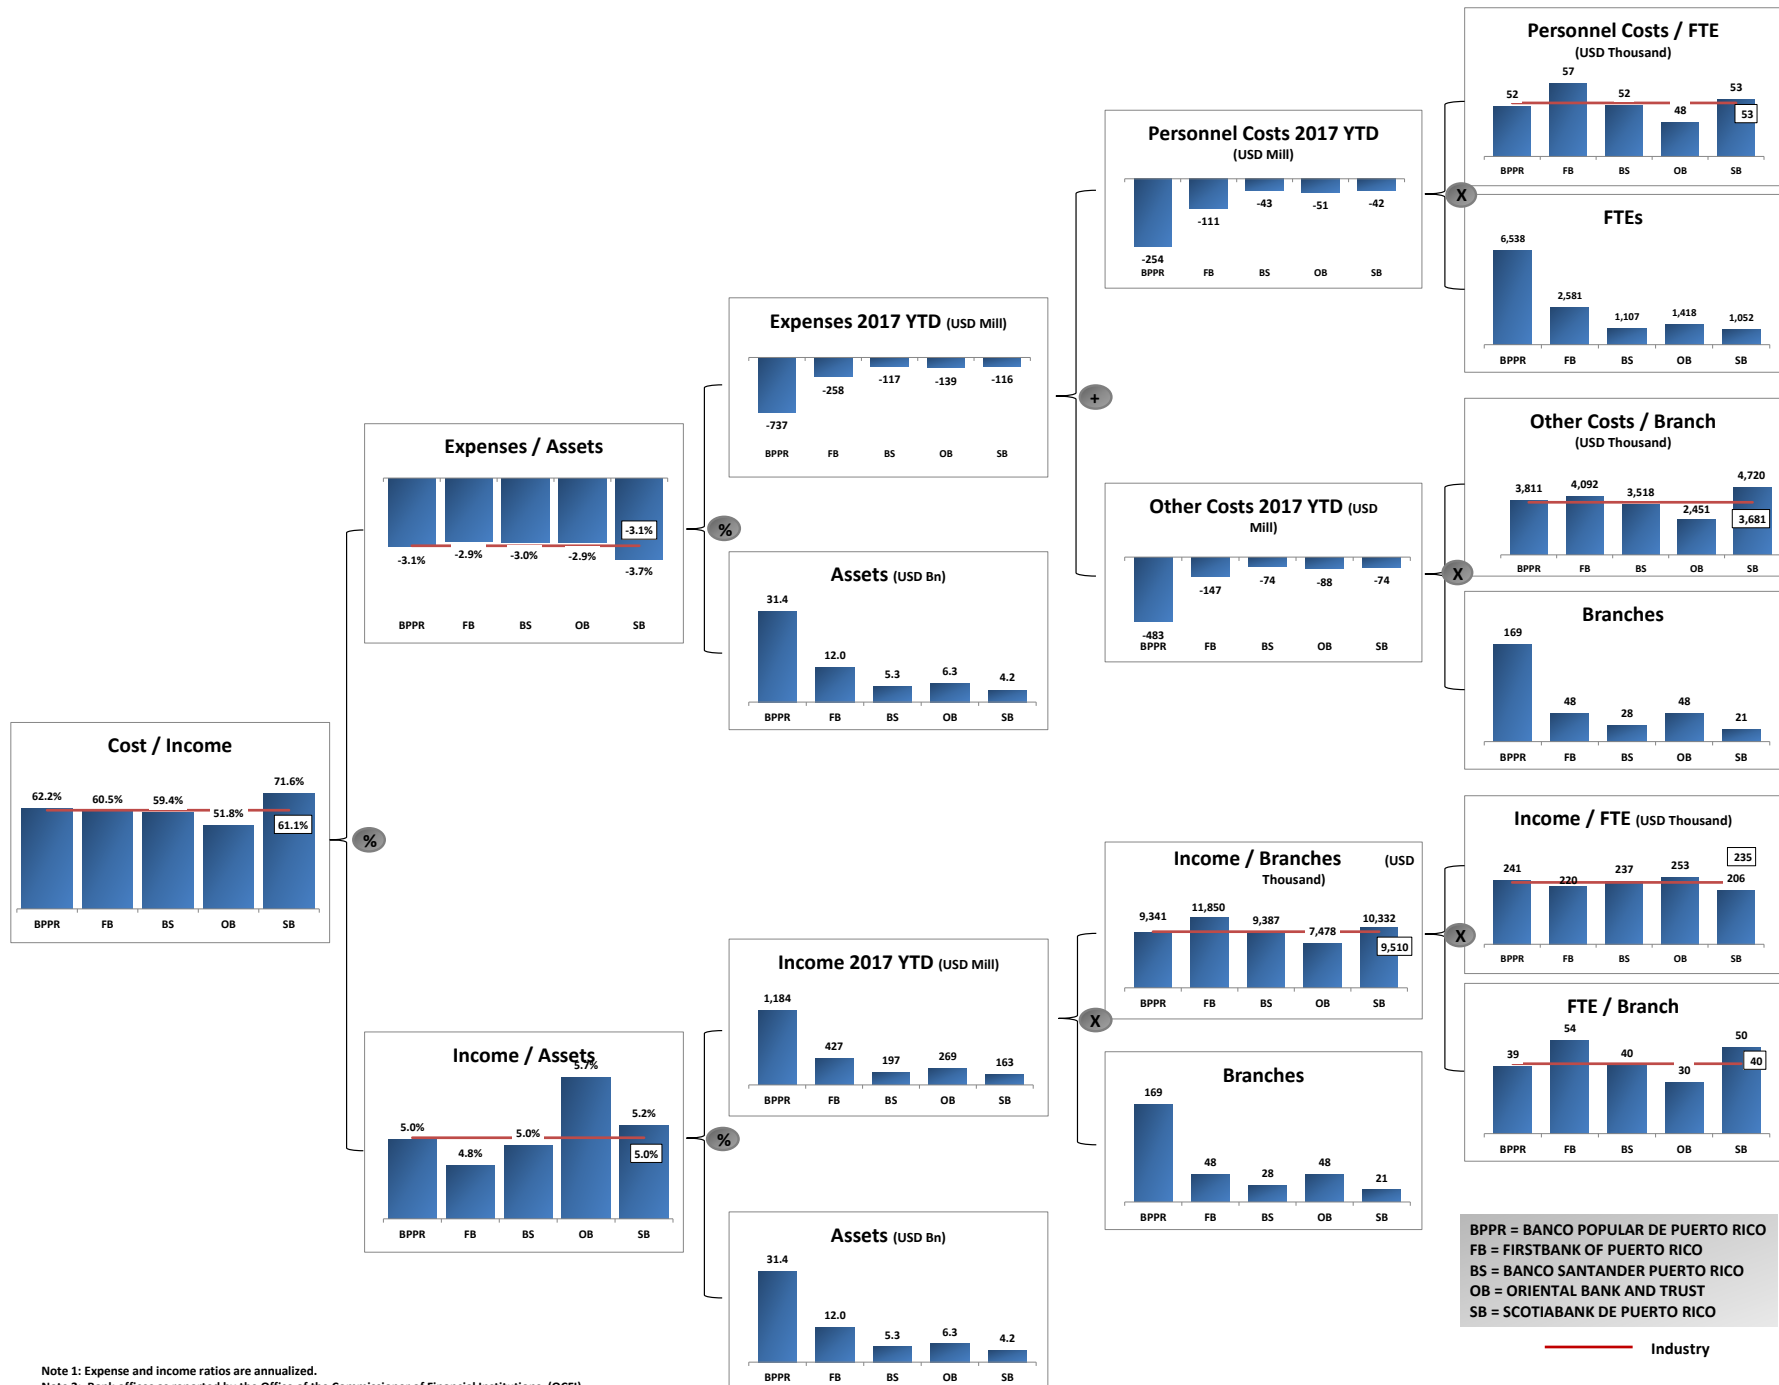 Personnel Costs / FTE
(USD Thousand)
52 57 52 48 53
53
BPPR FB BS OB SB
Personnel Costs 2017 YTD
(USD Mill)
-254 -111 -43 -51 -42
BPPR FB BS OB SB
X
FTEs
6,538 2,581 1,107 1,418 1,052
BPPR FB BS OB SB
Expenses 2017 YTD (USD Mill)
-737 -258 -117 -139 -116
BPPR FB BS OB SB
+
Other Costs / Branch
(USD Thousand)
3,811 4,092 3,518 2,451 4,720
3,681
BPPR FB BS OB SB
Expenses / Assets
-3.1%
-3.1% -2.9% -3.0% -2.9% -3.7%
BPPR FB BS OB SB
%
Other Costs 2017 YTD (USD
Mill)
-483 -147 -74 -88 -74
BPPR FB BS OB SB
X
Assets (USD Bn)
31.4 12.0 5.3 6.3 4.2
BPPR FB BS OB SB
Branches
169 48 28 48 21
BPPR FB BS OB SB
Cost / Income
62.2% 60.5% 59.4% 51.8% 71.6%
61.1%
BPPR FB BS OB SB
%
Income / FTE (USD Thousand)
241 220 237 253 206
235
BPPR FB BS OB SB
Income / Branches (USD
Thousand)
9,341 11,850 9,387 7,478 10,332
9,510
BPPR FB BS OB SB
X
Income 2017 YTD (USD Mill)
1,184 427 197 269 163
BPPR FB BS OB SB
X
FTE / Branch
39 54 40 30 50
40
BPPR FB BS OB SB
Income / Assets
5.0% 4.8% 5.0% 5.7% 5.2%
5.0%
BPPR FB BS OB SB
%
Branches
169 48 28 48 21
BPPR FB BS OB SB
Assets (USD Bn)
31.4 12.0 5.3 6.3 4.2
BPPR FB BS OB SB
BPPR = BANCO POPULAR DE PUERTO RICO
FB = FIRSTBANK OF PUERTO RICO
BS = BANCO SANTANDER PUERTO RICO
OB = ORIENTAL BANK AND TRUST
SB = SCOTIABANK DE PUERTO RICO
Industry
Note 1: Expense and income ratios are annualized.
Note 2: Bank offices as reported by the Office of the Commissioner of Financial Institutions (OCFI)